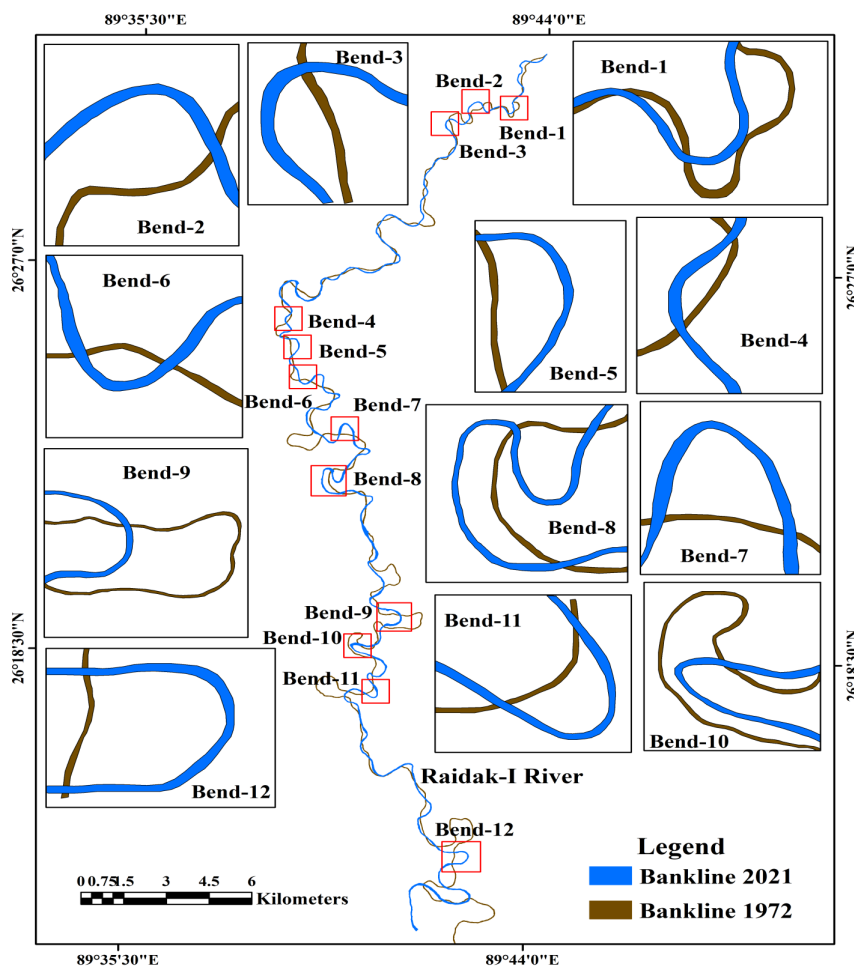 89°35'30"E
89°44'0"E
Bend-3
Bend-2
Bend-1
Bend-1
Bend-3
Bend-2
26°27'0"N
26°27'0"N
Bend-6
Bend-4
Bend-5
Bend-6
Bend-5
Bend-4
Bend-7
Bend-8
Bend-9
Bend-8
Bend-7
Bend-9
Bend-10
Bend-11
Bend-11
Bend-10
26°18'30"N
26°18'30"N
Bend-12
Raidak-I River
Bend-12
Legend
Bankline 2021
Bankline 1972
0 0.75 1.5 3 4.5 6
Kilometers
89°35'30"E
89°44'0"E